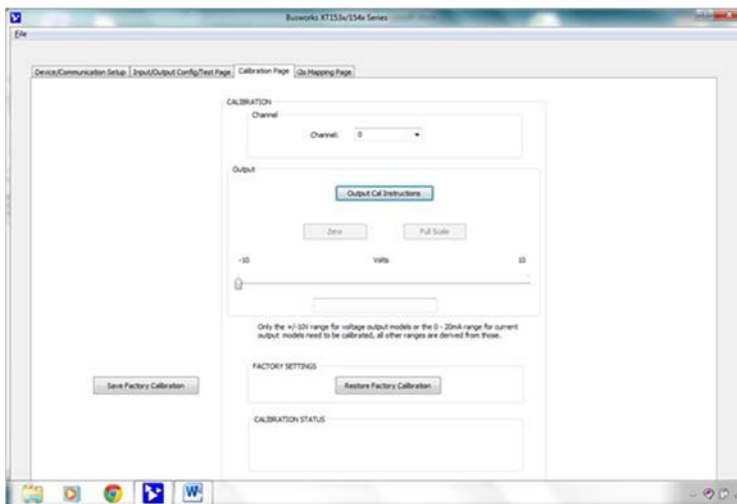 Busworks XT153x/154x Series
File
Device/Communication Setup
Input/Output Config/Test Page
Calibration Page
i2o Mapping Page
CALIBRATION
Channel
Channel: 0
Output
Output Cal Instructions
Zero Full Scale
-10 Volts 10
Only the +/-10V range for voltage output models or the 0 - 20mA range for current
output models need to be calibrated, all other ranges are derived from those.
FACTORY SETTINGS
Save Factory Calibration Restore Factory Calibration
CALIBRATION STATUS